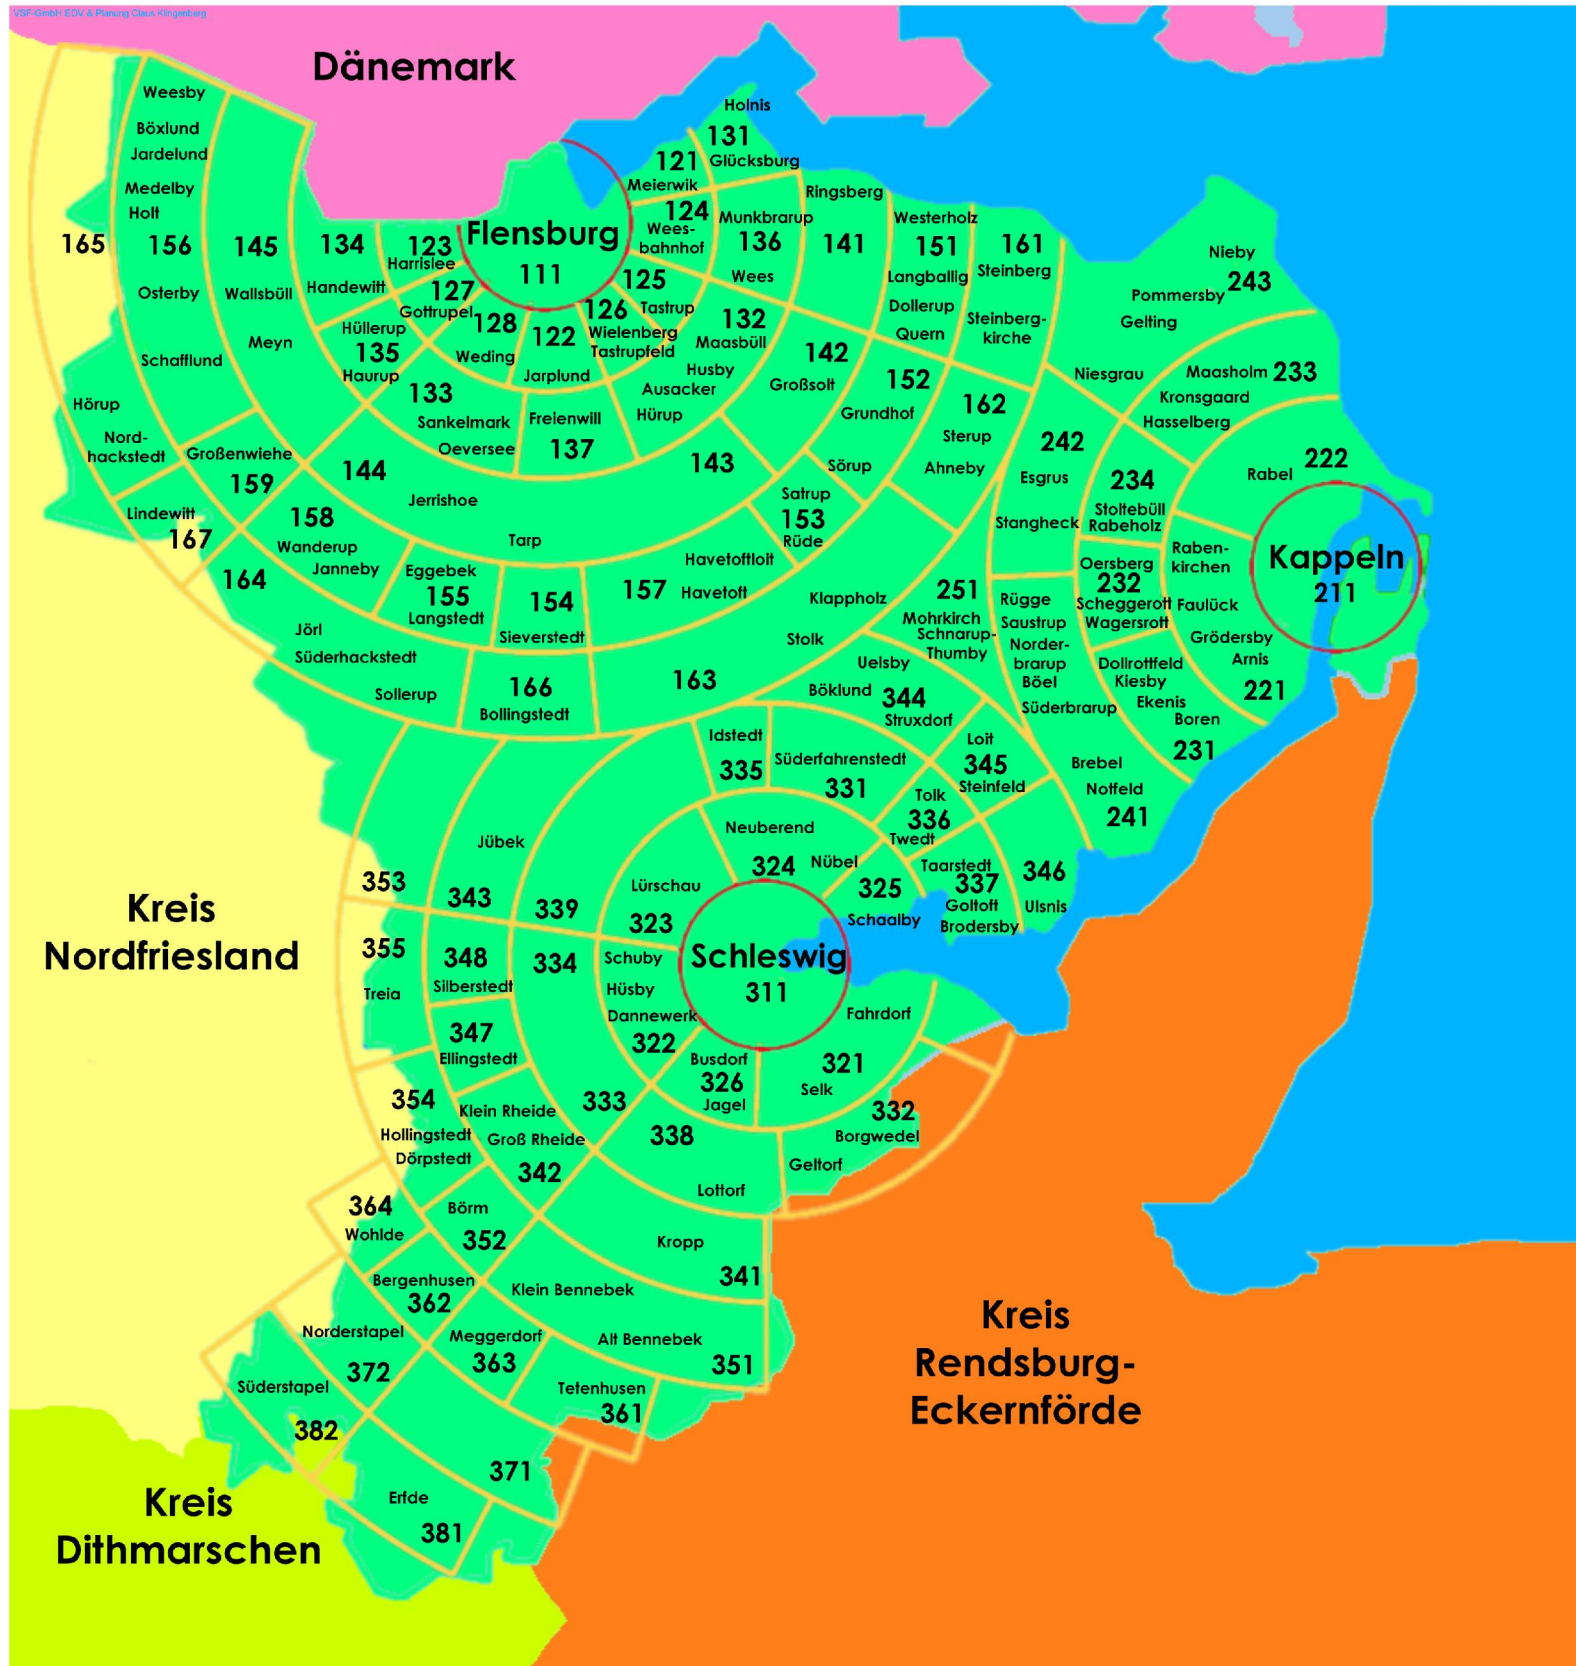 VSF-GmbH EDV & Planung Claus Klingenberg
Dänemark
Weesby
Böxlund
Jardelund
Medelby
Holt
165
156
145
134
123
Harrislee
Flensburg
111
Holnis
131
Glücksburg
121
Meierwik
124
Wees-
bahnhof
Munkbrarup
136
Wees
Ringsberg
141
Westerholz
151
Langballig
Dollerup
Quern
161
Steinberg
Steinberg-
kirche
Nieby
243
Pommersby
Gelting
Niesgrau
Osterby
Wallsbüll
Handewitt
127
Gottrupel
128
Weding
122
Jarplund
126
Wielenberg
Tastrupfeld
125
Tastrup
132
Maasbüll
Husby
Ausacker
Hürup
142
Großsolt
152
Grundhof
162
Sterup
Ahneby
Maasholm 233
Kronsgaard
Hasselberg
Schafflund
Meyn
Hüllerup
135
Haurup
133
Sankelmark
Oeversee
Freienwill
137
143
Sörup
242
Esgrus
Stangheck
234
Stoltebüll
Rabeholz
222
Rabel
Hörup
Nord-
hackstedt
Großenwiehe
159
144
Jerrishoe
Tarp
Satrup
153
Rüde
Lindewitt
167
158
Wanderup
Janneby
Eggebek
155
Langstedt
154
Sieverstedt
Havetoftloit
157
Havetoft
Klappholz
Stolk
251
Mohrkirch
Schnarup-
Thumby
Rügge
Saustrup
Norder-
brarup
Böel
Süderbrarup
Oersberg
232
Scheggerott
Wagersrott
Raben-
kirchen
Faulück
Grödersby
Arnis
221
Kappeln
211
164
Jörl
Süderhackstedt
Sollerup
166
Bollingstedt
163
Uelsby
Böklund
344
Struxdorf
Dollrottfeld
Kiesby
Ekenis
Boren
231
Idstedt
335
Süderfahrenstedt
331
Loit
345
Steinfeld
Brebel
Notfeld
241
Tolk
336
Twedt
Jübek
Neuberend
Nübel
324
325
Schaalby
Taarstedt
337
Goltoft
Brodersby
346
Ulsnis
353
343
339
Lürschau
323
Kreis
Nordfriesland
355
Treia
348
Silberstedt
334
Schuby
Hüsby
Dannewerk
322
Schleswig
311
Fahrdorf
321
Selk
347
Ellingstedt
Busdorf
326
Jagel
354
Hollingstedt
Dörpstedt
Klein Rheide
Groß Rheide
342
333
338
Lottorf
332
Borgwedel
Geltorf
364
Wohlde
Börm
352
Kropp
341
Bergenhusen
362
Klein Bennebek
Alt Bennebek
351
Norderstapel
372
Meggerdorf
363
Tetenhusen
361
Süderstapel
382
371
Erfde
381
Kreis
Rendsburg-
Eckernförde
Kreis
Dithmarschen